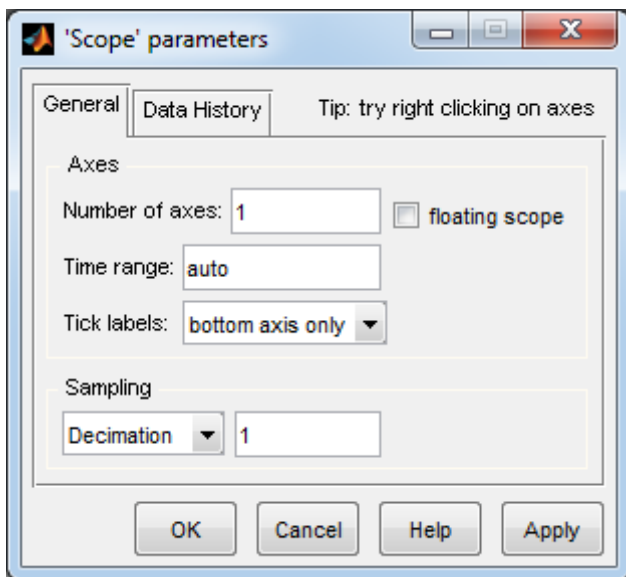 'Scope' parameters
General Data History Tip: try right clicking on axes
Axes
Number of axes: 1 floating scope
Time range: auto
Tick labels: bottom axis only
Sampling
Decimation 1
OK Cancel Help Apply